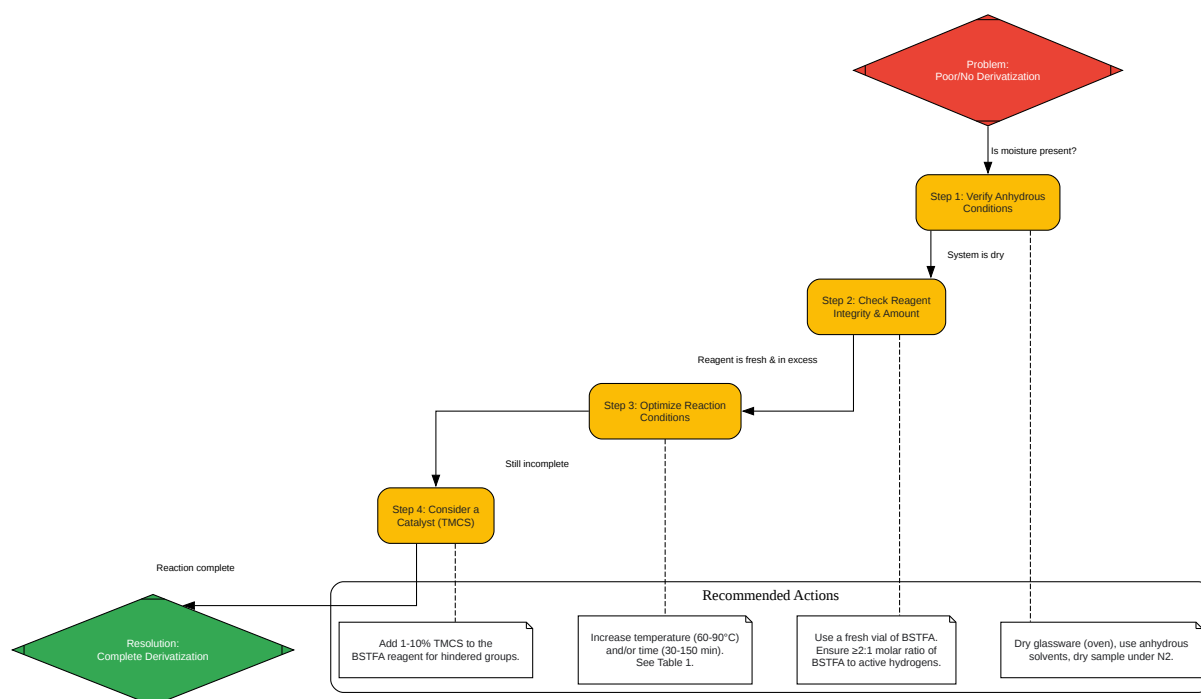 Problem:
Poor/No Derivatization
Is moisture present?
Step 1: Verify Anhydrous
Conditions
System is dry
Step 2: Check Reagent
Integrity & Amount
Reagent is fresh & in excess
Step 3: Optimize Reaction
Conditions
Still incomplete
Step 4: Consider a
Catalyst (TMCS)
Reaction complete
Resolution:
Complete Derivatization
Recommended Actions
Add 1-10% TMCS to the
BSTFA reagent for hindered groups.
Increase temperature (60-90°C)
and/or time (30-150 min).
See Table 1.
Use a fresh vial of BSTFA.
Ensure ≥2:1 molar ratio of
BSTFA to active hydrogens.
Dry glassware (oven), use anhydrous
solvents, dry sample under N2.